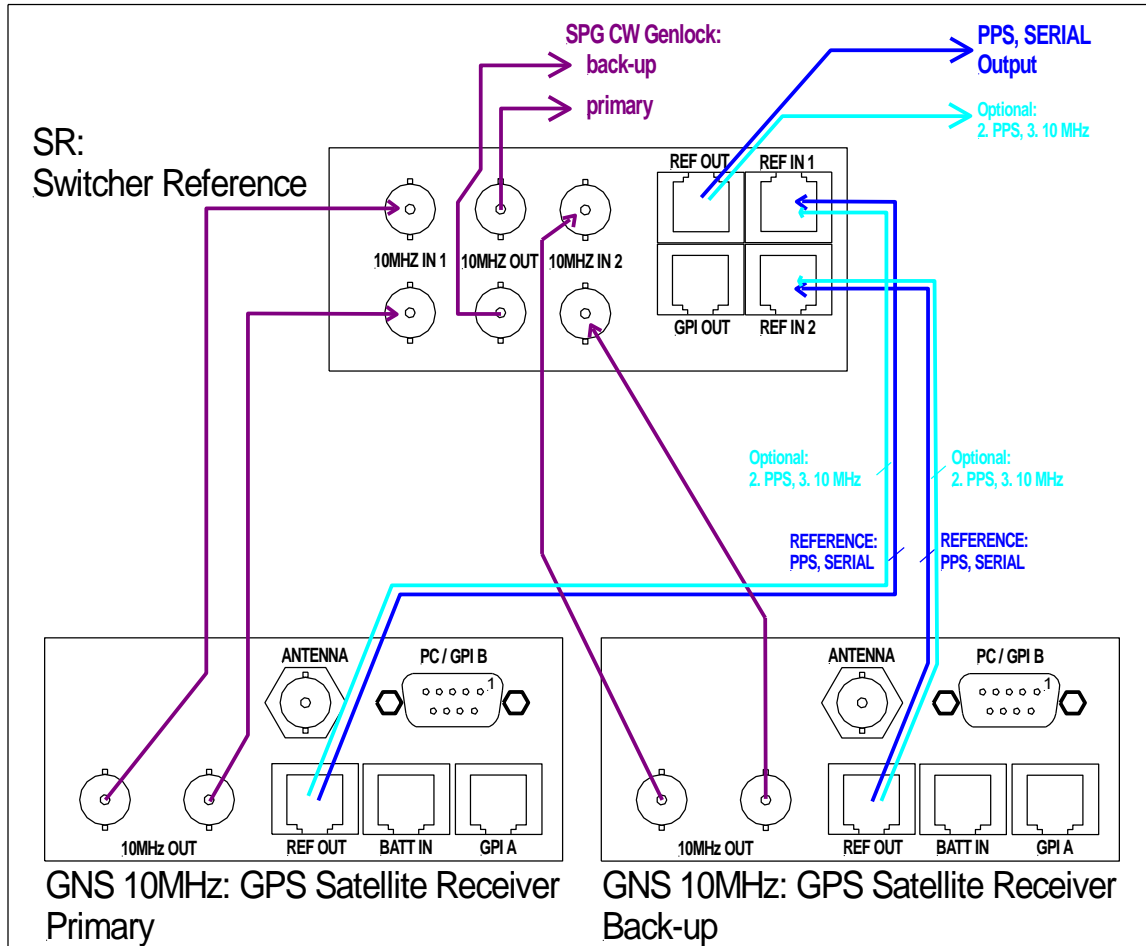 SPG CW Genlock:
back-up
primary
PPS, SERIAL
Output
Optional:
2. PPS, 3. 10 MHz
SR:
Switcher Reference
REF OUT
REF IN 1
10MHZ IN 1
10MHZ OUT
10MHZ IN 2
GPI OUT
REF IN 2
Optional:
2. PPS, 3. 10 MHz
Optional:
2. PPS, 3. 10 MHz
REFERENCE:
PPS, SERIAL
REFERENCE:
PPS, SERIAL
ANTENNA
PC / GPI B
1
10MHz OUT
REF OUT
BATT IN
GPI A
GNS 10MHz: GPS Satellite Receiver
Primary
ANTENNA
PC / GPI B
1
10MHz OUT
REF OUT
BATT IN
GPI A
GNS 10MHz: GPS Satellite Receiver
Back-up